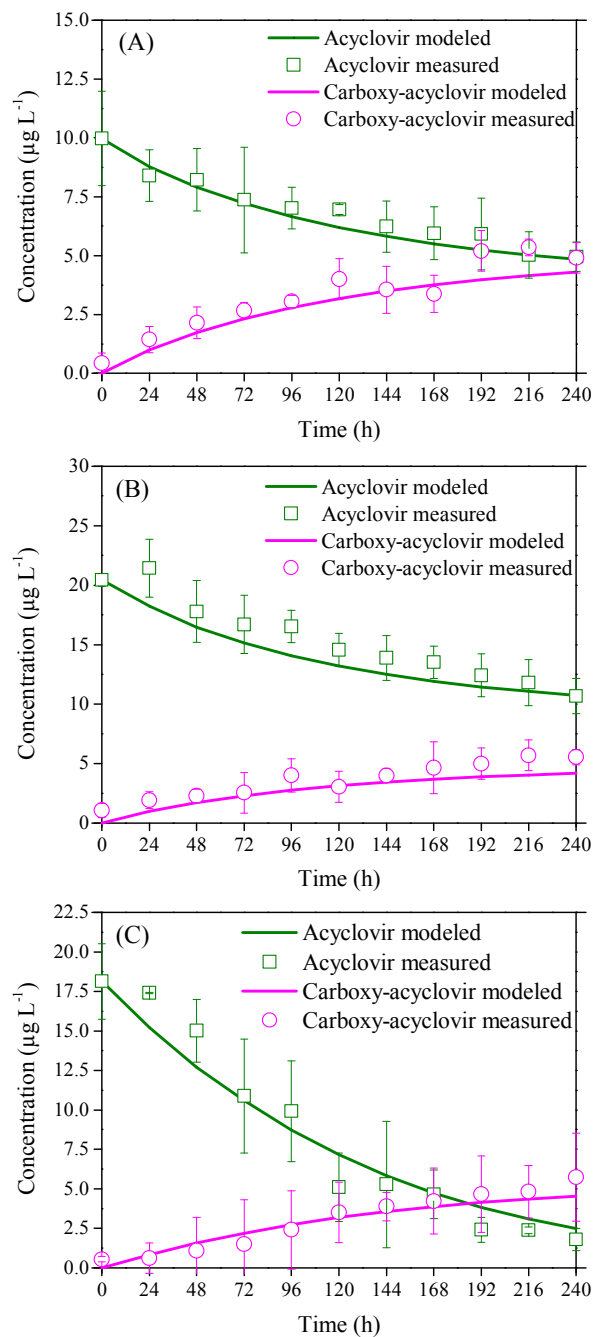 (A)
Acyclovir modeled
Acyclovir measured
Carboxy-acyclovir modeled
Carboxy-acyclovir measured
Concentration (µg L⁻¹)
15.0
12.5
10.0
7.5
5.0
2.5
0.0
0 24 48 72 96 120 144 168 192 216 240
Time (h)
(B)
Acyclovir modeled
Acyclovir measured
Carboxy-acyclovir modeled
Carboxy-acyclovir measured
Concentration (µg L⁻¹)
30
25
20
15
10
5
0
0 24 48 72 96 120 144 168 192 216 240
Time (h)
(C)
Acyclovir modeled
Acyclovir measured
Carboxy-acyclovir modeled
Carboxy-acyclovir measured
Concentration (µg L⁻¹)
22.5
20.0
17.5
15.0
12.5
10.0
7.5
5.0
2.5
0.0
0 24 48 72 96 120 144 168 192 216 240
Time (h)